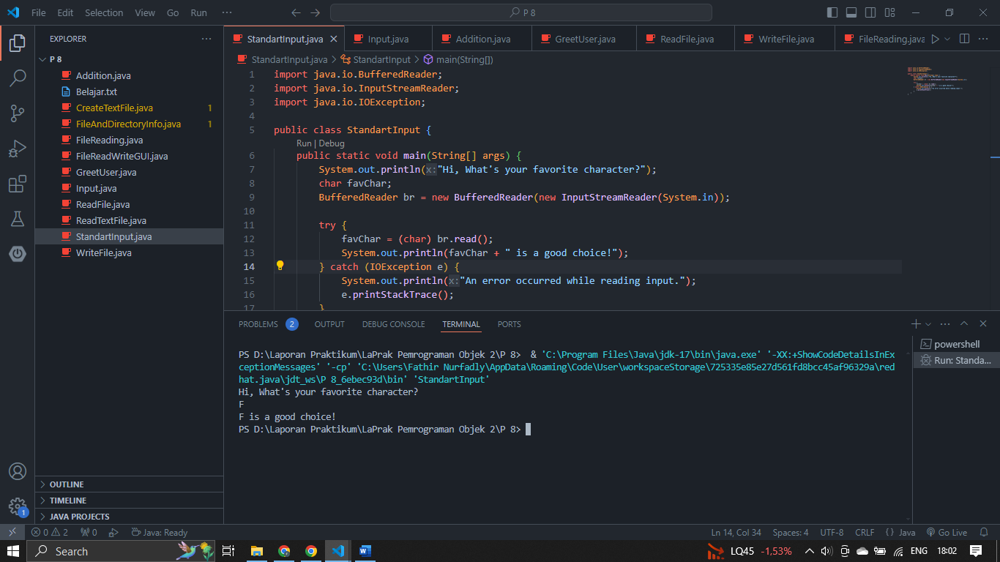 File Edit Selection View Go Run ···
P 8
EXPLORER
P 8
Addition.java
Belajar.txt
CreateTextFile.java 1
FileAndDirectoryInfo.java 1
FileReading.java
FileReadWriteGUI.java
GreetUser.java
Input.java
ReadFile.java
ReadTextFile.java
StandartInput.java
WriteFile.java
OUTLINE
TIMELINE
JAVA PROJECTS
1
StandartInput.java Input.java Addition.java GreetUser.java ReadFile.java WriteFile.java FileReading.java
StandartInput.java > StandartInput > main(String[])
1 import java.io.BufferedReader;
2 import java.io.InputStreamReader;
3 import java.io.IOException;
4
5 public class StandartInput {
Run | Debug
6 public static void main(String[] args) {
7 System.out.println(x:"Hi, What's your favorite character?");
8 char favChar;
9 BufferedReader br = new BufferedReader(new InputStreamReader(System.in));
10
11 try {
12 favChar = (char) br.read();
13 System.out.println(favChar + " is a good choice!");
14 } catch (IOException e) {
15 System.out.println(x:"An error occurred while reading input.");
16 e.printStackTrace();
17 }
PROBLEMS 2 OUTPUT DEBUG CONSOLE TERMINAL PORTS
PS D:\Laporan Praktikum\LaPrak Pemrograman Objek 2\P 8> & 'C:\Program Files\Java\jdk-17\bin\java.exe' '-XX:+ShowCodeDetailsInEx
ceptionMessages' '-cp' 'C:\Users\Fathir Nurfadly\AppData\Roaming\Code\User\workspaceStorage\725335e85e27d561fd8bcc45af96329a\red
hat.java\jdt_ws\P 8_6ebec93d\bin' 'StandartInput'
Hi, What's your favorite character?
F
F is a good choice!
PS D:\Laporan Praktikum\LaPrak Pemrograman Objek 2\P 8>
powershell
Run: Standa...
0 2 0 Java: Ready Ln 14, Col 34 Spaces: 4 UTF-8 CRLF {} Java Go Live
Search LQ45 -1,53% ENG 18:02